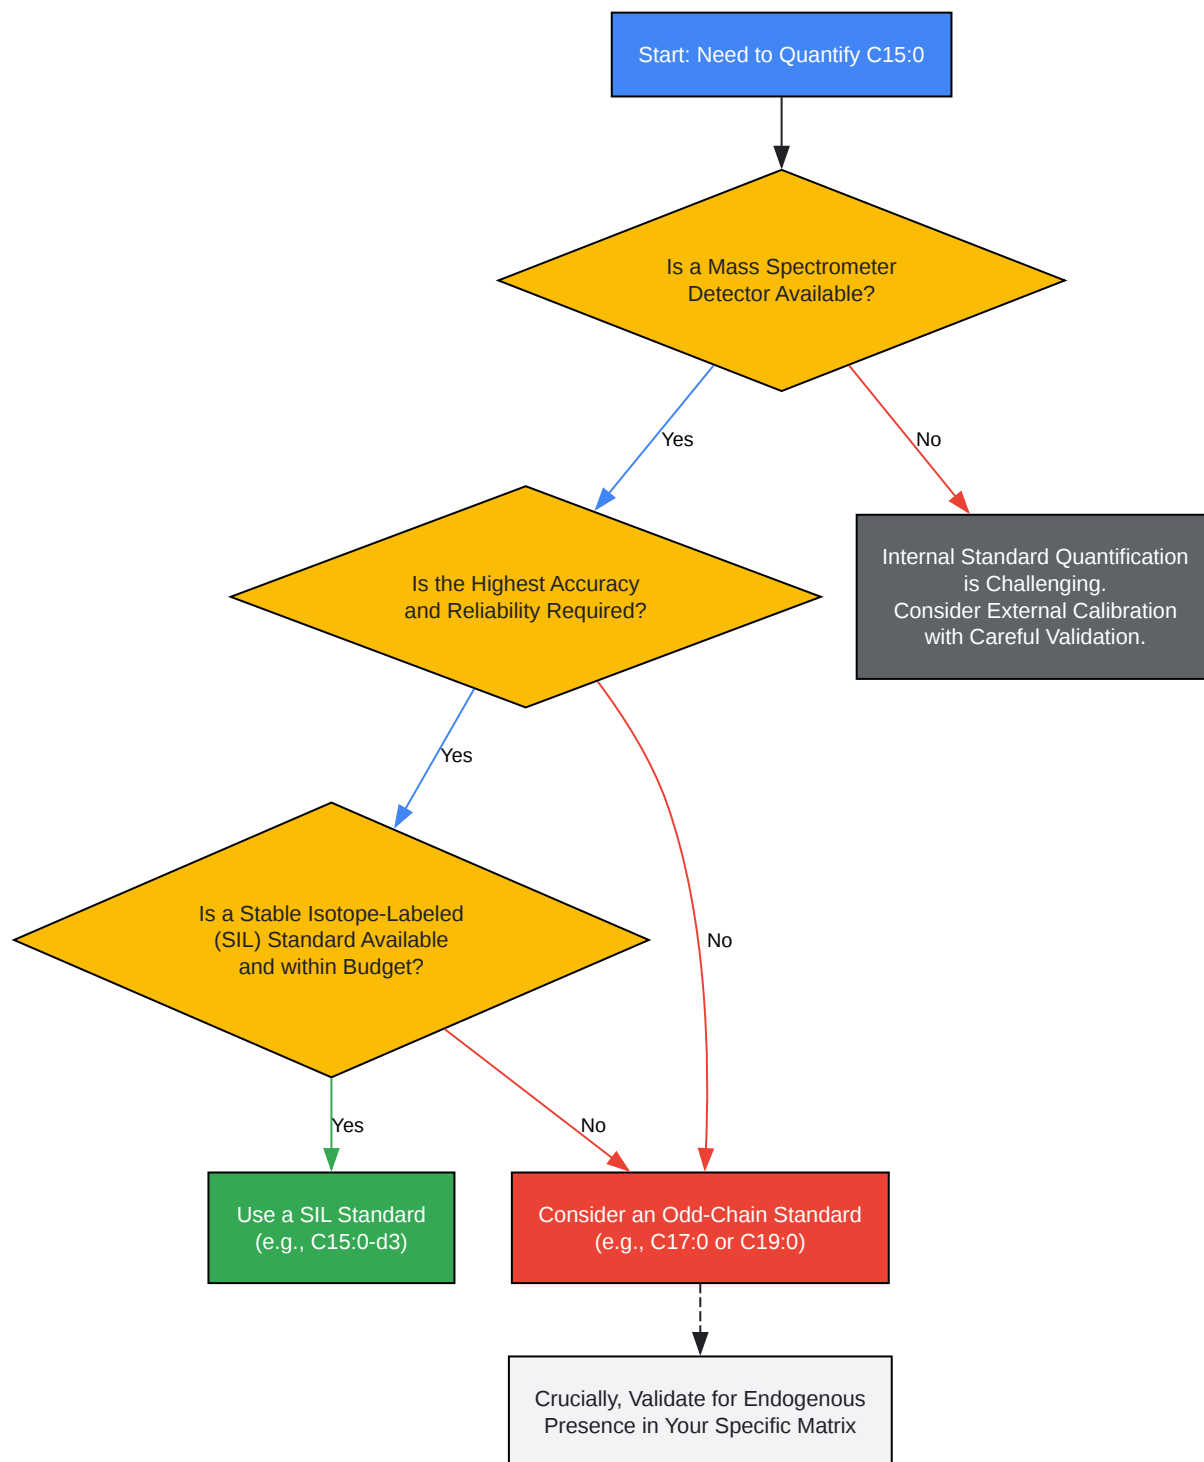 Start: Need to Quantify C15:0
Is a Mass Spectrometer
Detector Available?
Yes
No
Is the Highest Accuracy
and Reliability Required?
Internal Standard Quantification
is Challenging.
Consider External Calibration
with Careful Validation.
Yes
No
Is a Stable Isotope-Labeled
(SIL) Standard Available
and within Budget?
Yes
No
Use a SIL Standard
(e.g., C15:0-d3)
Consider an Odd-Chain Standard
(e.g., C17:0 or C19:0)
Crucially, Validate for Endogenous
Presence in Your Specific Matrix